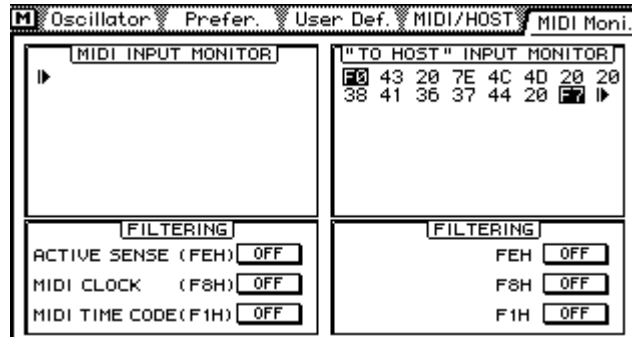 M Oscillator Prefer. User Def. MIDI/HOST MIDI Moni.
MIDI INPUT MONITOR
"TO HOST" INPUT MONITOR
F0 43 20 7E 4C 4D 20 20
38 41 36 37 44 20 F7
FILTERING
ACTIVE SENSE (FEH) OFF
MIDI CLOCK (F8H) OFF
MIDI TIME CODE(F1H) OFF
FILTERING
FEH OFF
F8H OFF
F1H OFF